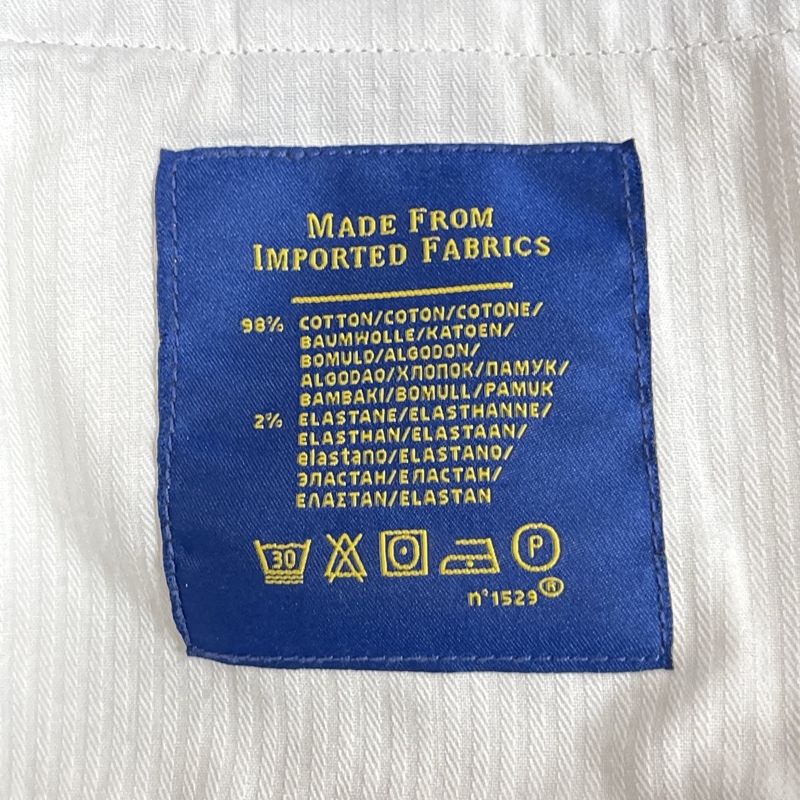 MADE FROM
IMPORTED FABRICS
98% COTTON/COTON/COTONE/
BAUMWOLLE/KATOEN/
BOMULD/ALGODON/
ALGODAO/ХЛОПОК/ПАМУК/
BAMBAKI/BOMULL/PAMUK
2% ELASTANE/ELASTHANNE/
ELASTHAN/ELASTAAN/
elastano/ELASTANO/
ЭЛАСТАН/ЕЛАСТАН/
ΕΛΑΣΤΑΝ/ELASTAN
30 P
n°1529®